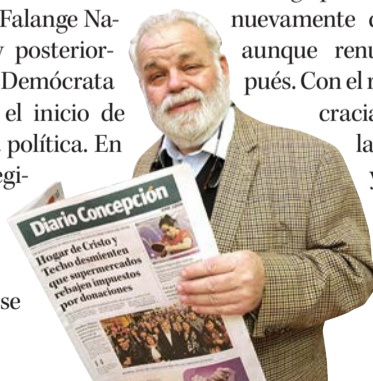 Falange Na-
y posterior-
Demócrata
el inicio de
política. En
egi-
se
nuevamente
aunque renu
pués. Con el r
cracia
la
y
Diario Concepción
Hogar de Cristo y
Techo desmienten
que supermercados
rebajen impuestos
por donaciones